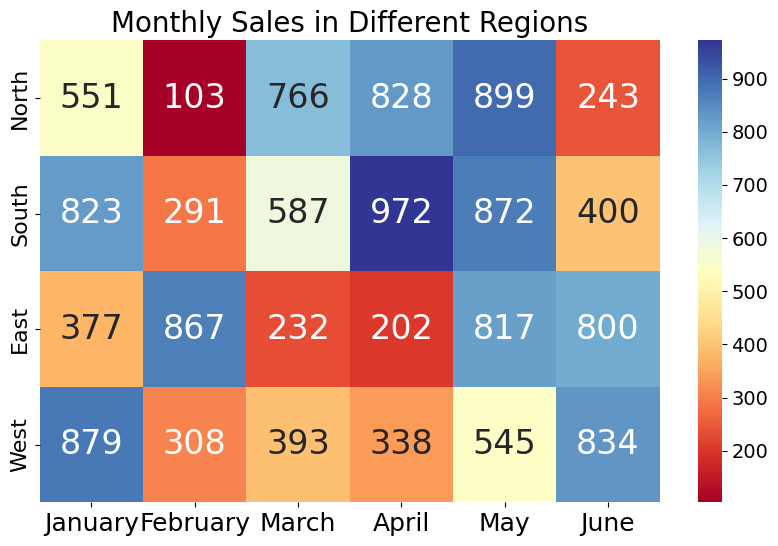 Monthly Sales in Different Regions
North 551 103 766 828 899 243
South 823 291 587 972 872 400
East 377 867 232 202 817 800
West 879 308 393 338 545 834
January February March April May June
900
800
700
600
500
400
300
200